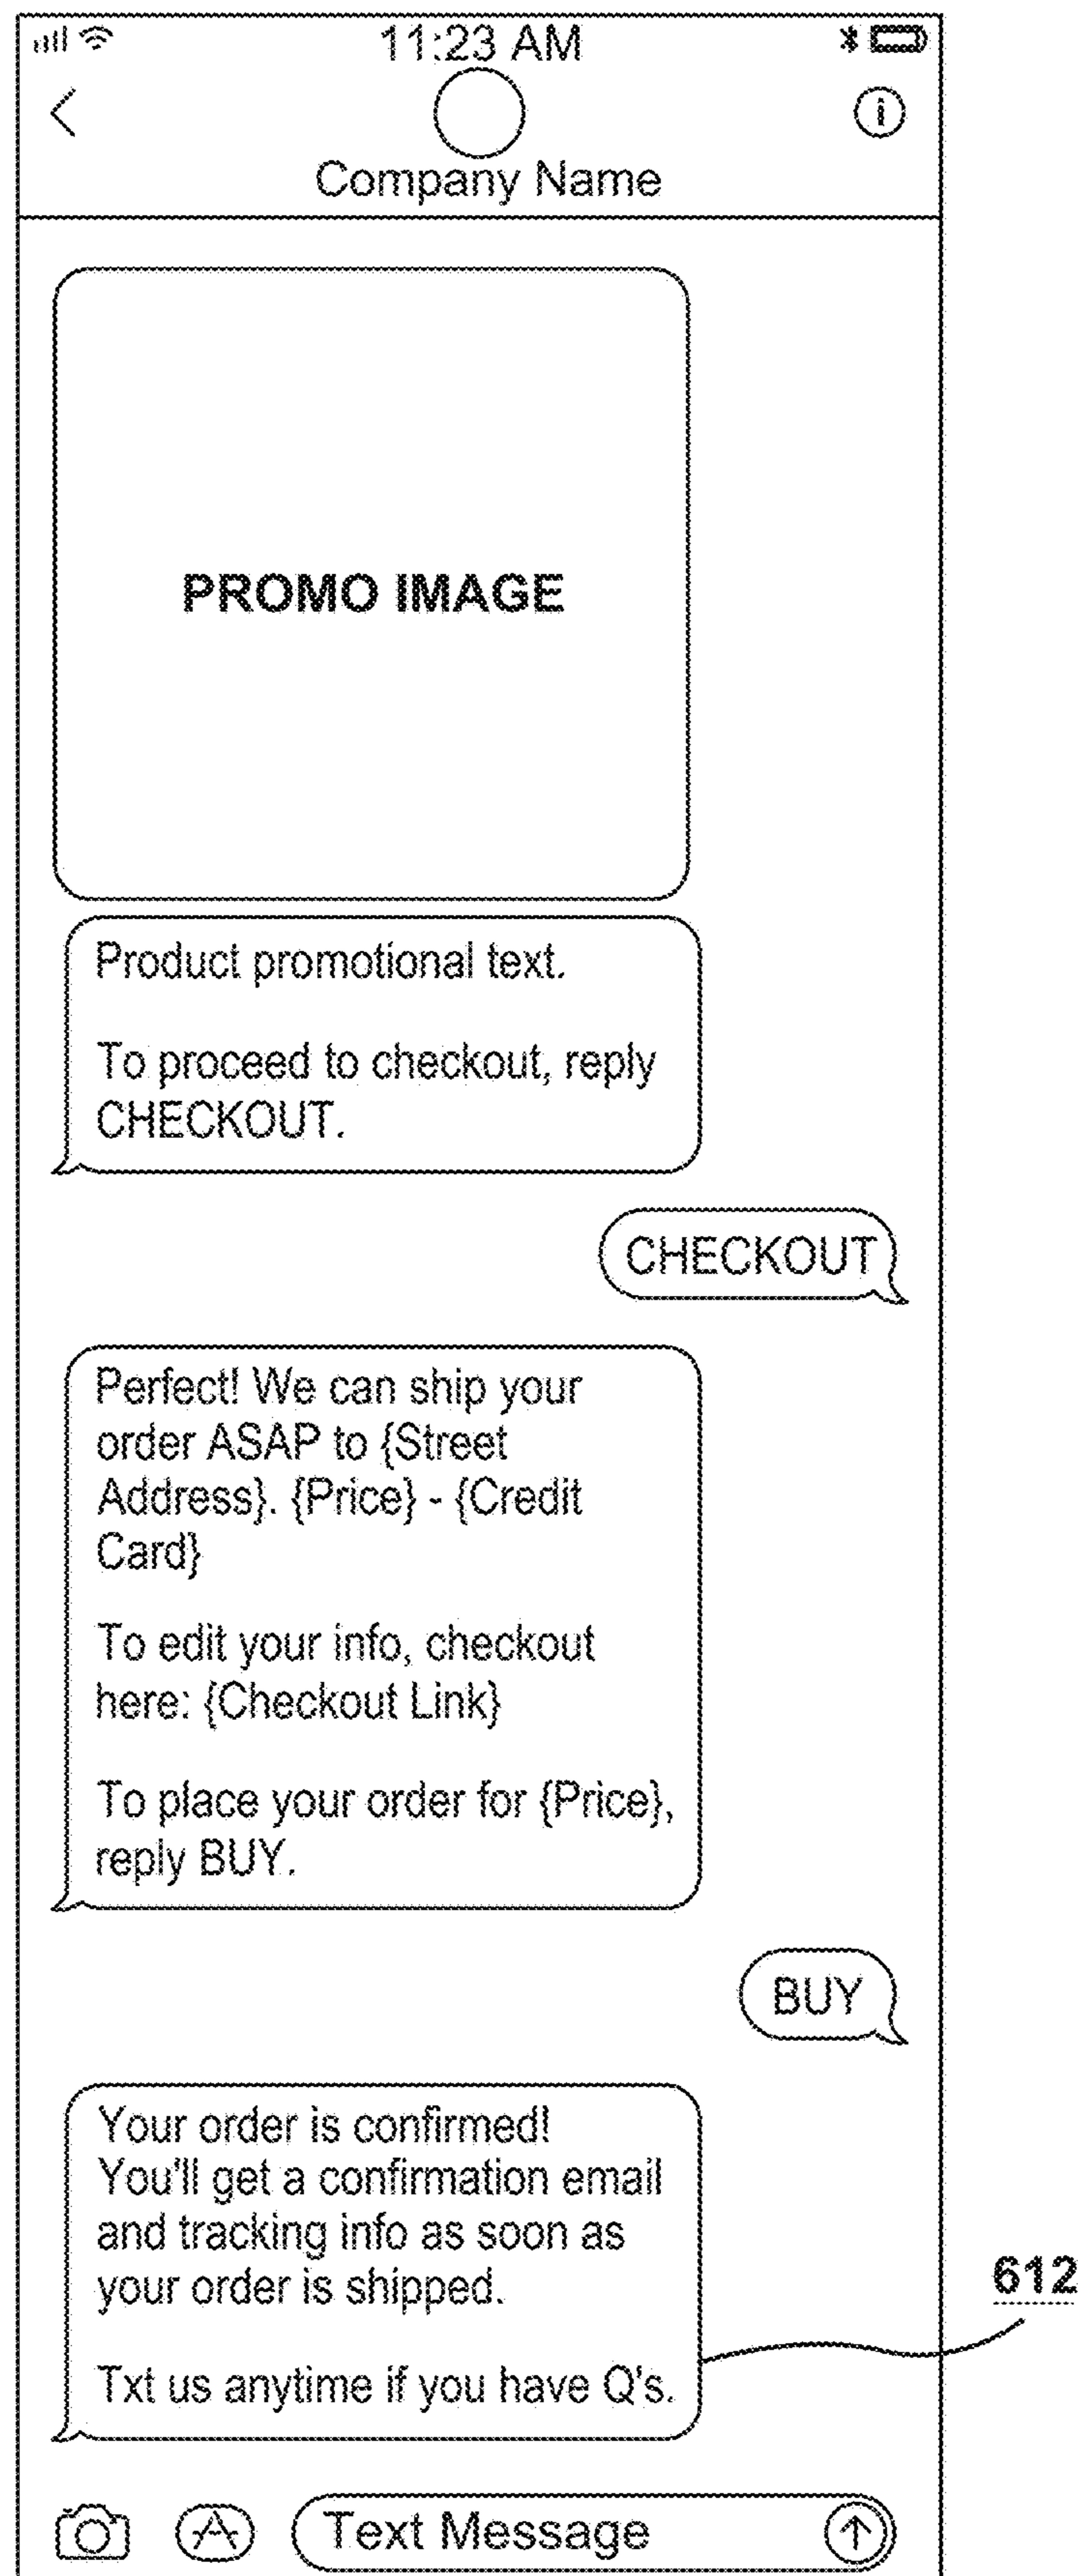 11:23 AM
Company Name
PROMO IMAGE
Product promotional text.
To proceed to checkout, reply
CHECKOUT.
CHECKOUT
Perfect! We can ship your
order ASAP to {Street
Address}. {Price} - {Credit
Card}
To edit your info, checkout
here: {Checkout Link}
To place your order for {Price},
reply BUY.
BUY
Your order is confirmed!
You'll get a confirmation email
and tracking info as soon as
your order is shipped.
Txt us anytime if you have Q's.
612
Text Message